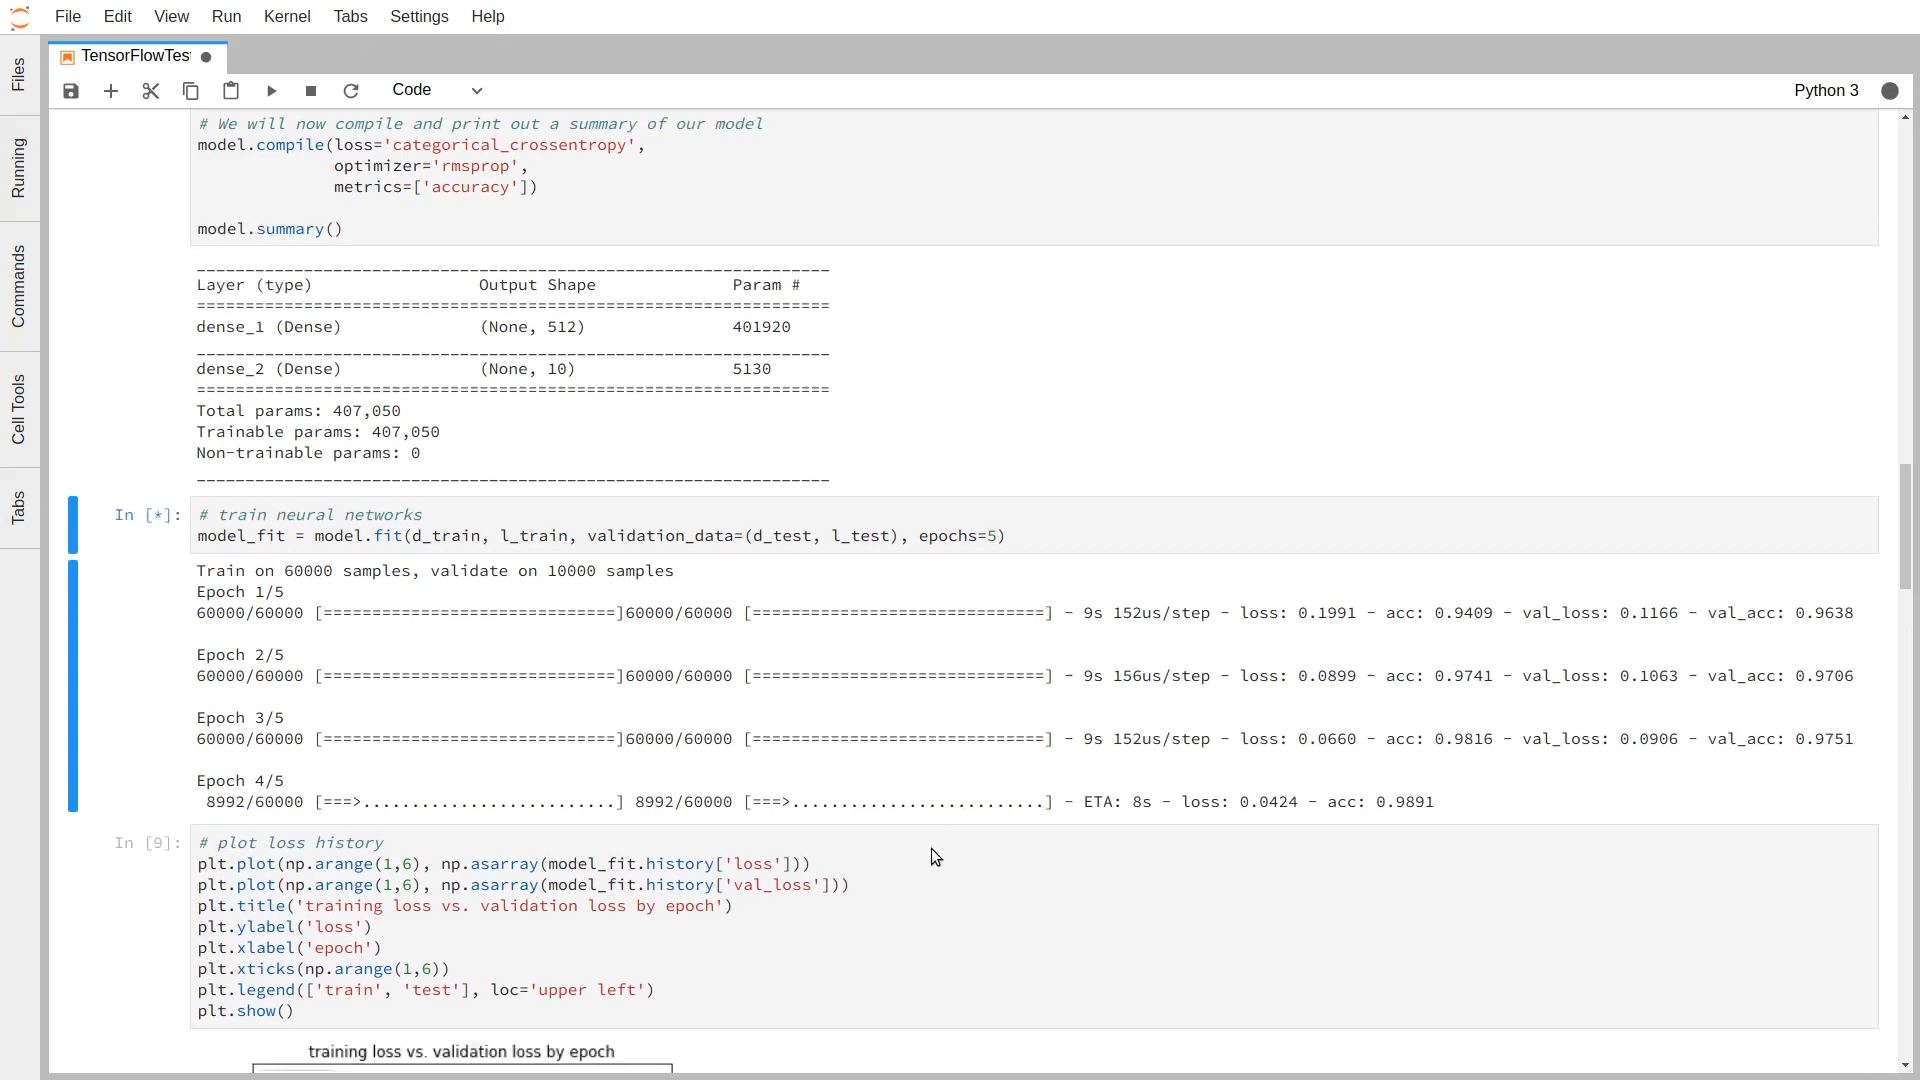 File Edit View Run Kernel Tabs Settings Help
Files
Running
Commands
Cell Tools
Tabs
TensorFlowTes
Code
Python 3
# We will now compile and print out a summary of our model
model.compile(loss='categorical_crossentropy',
              optimizer='rmsprop',
              metrics=['accuracy'])
model.summary()
_________________________________________________________________
Layer (type)                 Output Shape              Param #
=================================================================
dense_1 (Dense)              (None, 512)               401920
_________________________________________________________________
dense_2 (Dense)              (None, 10)                5130
=================================================================
Total params: 407,050
Trainable params: 407,050
Non-trainable params: 0
_________________________________________________________________
In [*]: # train neural networks
model_fit = model.fit(d_train, l_train, validation_data=(d_test, l_test), epochs=5)
Train on 60000 samples, validate on 10000 samples
Epoch 1/5
60000/60000 [==============================]60000/60000 [==============================] - 9s 152us/step - loss: 0.1991 - acc: 0.9409 - val_loss: 0.1166 - val_acc: 0.9638
Epoch 2/5
60000/60000 [==============================]60000/60000 [==============================] - 9s 156us/step - loss: 0.0899 - acc: 0.9741 - val_loss: 0.1063 - val_acc: 0.9706
Epoch 3/5
60000/60000 [==============================]60000/60000 [==============================] - 9s 152us/step - loss: 0.0660 - acc: 0.9816 - val_loss: 0.0906 - val_acc: 0.9751
Epoch 4/5
 8992/60000 [===>..........................] 8992/60000 [===>..........................] - ETA: 8s - loss: 0.0424 - acc: 0.9891
In [9]: # plot loss history
plt.plot(np.arange(1,6), np.asarray(model_fit.history['loss']))
plt.plot(np.arange(1,6), np.asarray(model_fit.history['val_loss']))
plt.title('training loss vs. validation loss by epoch')
plt.ylabel('loss')
plt.xlabel('epoch')
plt.xticks(np.arange(1,6))
plt.legend(['train', 'test'], loc='upper left')
plt.show()
training loss vs. validation loss by epoch